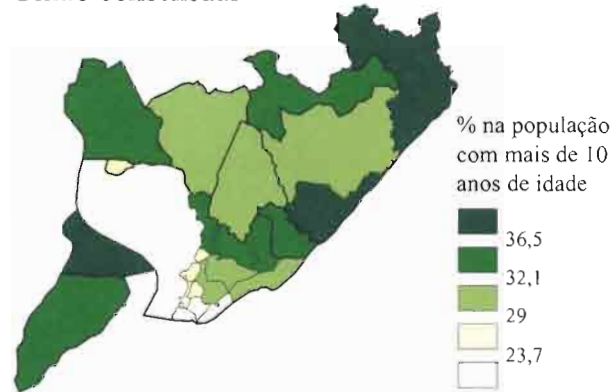 % na população
com mais de 10
anos de idade
36,5
32,1
29
23,7